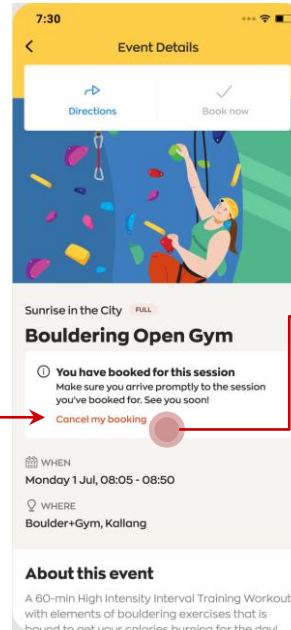 7:30
Event Details
Directions
Book now
Sunrise in the City FULL
Bouldering Open Gym
You have booked for this session
Make sure you arrive promptly to the session
you've booked for. See you soon!
Cancel my booking
WHEN
Monday 1 Jul, 08:05 - 08:50
WHERE
Boulder+Gym, Kallang
About this event
A 60-min High Intensity Interval Training Workout
with elements of bouldering exercises that is
bound to get your calories burning for the day!